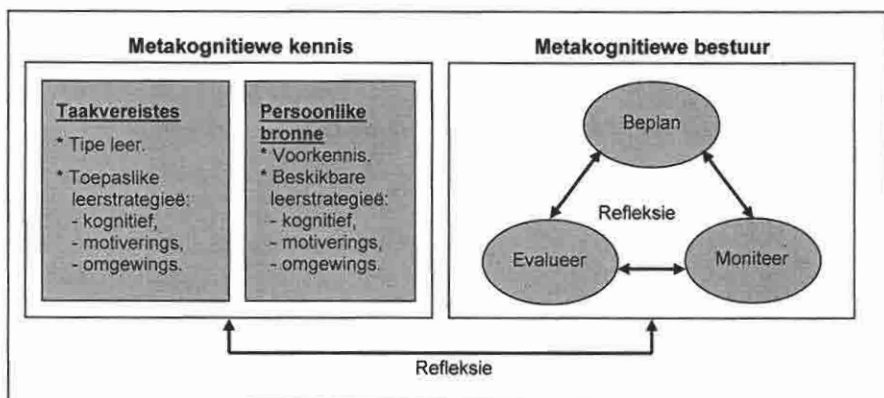 Metakognitiewe kennis
Taakvereistes
* Tipe leer.
* Toepaslike
leerstrategieë:
- kognitief,
- motiverings,
- omgewings.
Persoonlike
bronne
* Voorkennis.
* Beskikbare
leerstrategieë:
- kognitief,
- motiverings,
- omgewings.
Metakognitiewe bestuur
Beplan
Refleksie
Evalueer
Moniteer
Refleksie